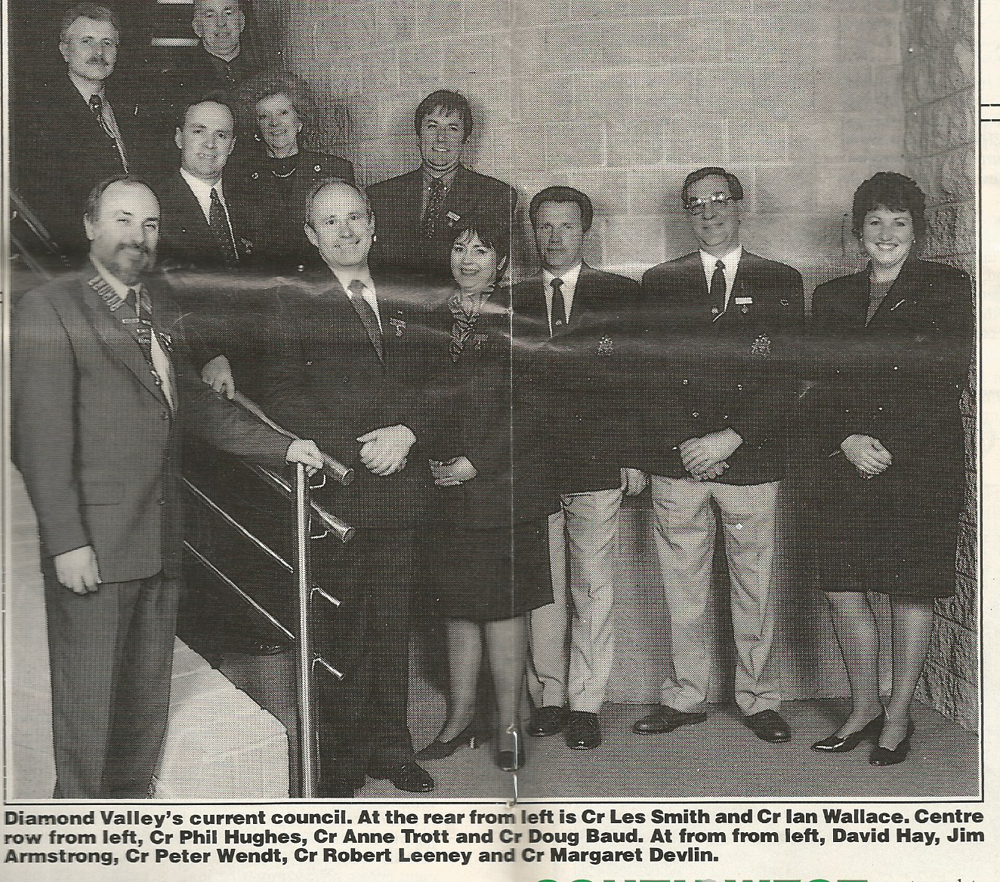 Diamond Valley's current council. At the rear from left is Cr Les Smith and Cr Ian Wallace. Centre
row from left, Cr Phil Hughes, Cr Anne Trott and Cr Doug Baud. At from from left, David Hay, Jim
Armstrong, Cr Peter Wendt, Cr Robert Leeney and Cr Margaret Devlin.